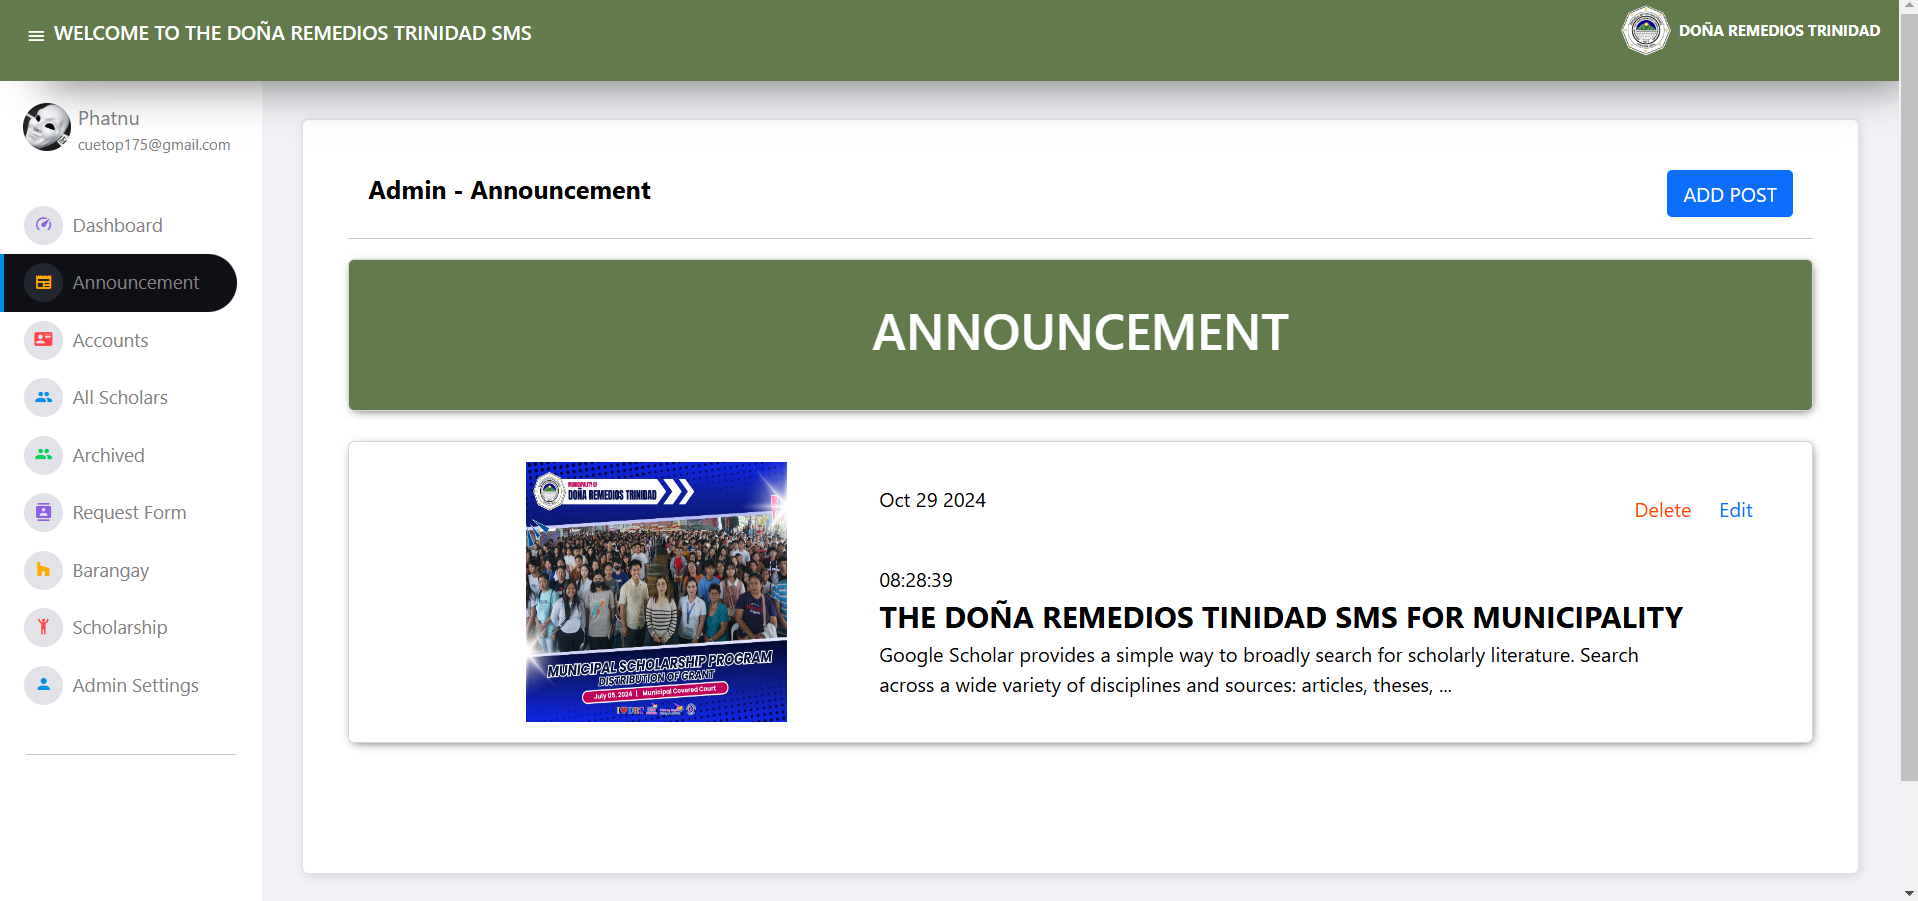 WELCOME TO THE DOÑA REMEDIOS TRINIDAD SMS
DOÑA REMEDIOS TRINIDAD
Phatnu
cuetop175@gmail.com
Dashboard
Announcement
Accounts
All Scholars
Archived
Request Form
Barangay
Scholarship
Admin Settings
Admin - Announcement
ADD POST
ANNOUNCEMENT
MUNICIPALITY OF
DOÑA REMEDIOS TRINIDAD
MUNICIPAL SCHOLARSHIP PROGRAM
DISTRIBUTION OF GRANT
July 05, 2024 | Municipal Covered Court
Oct 29 2024
Delete Edit
08:28:39
THE DOÑA REMEDIOS TINIDAD SMS FOR MUNICIPALITY
Google Scholar provides a simple way to broadly search for scholarly literature. Search
across a wide variety of disciplines and sources: articles, theses, ...